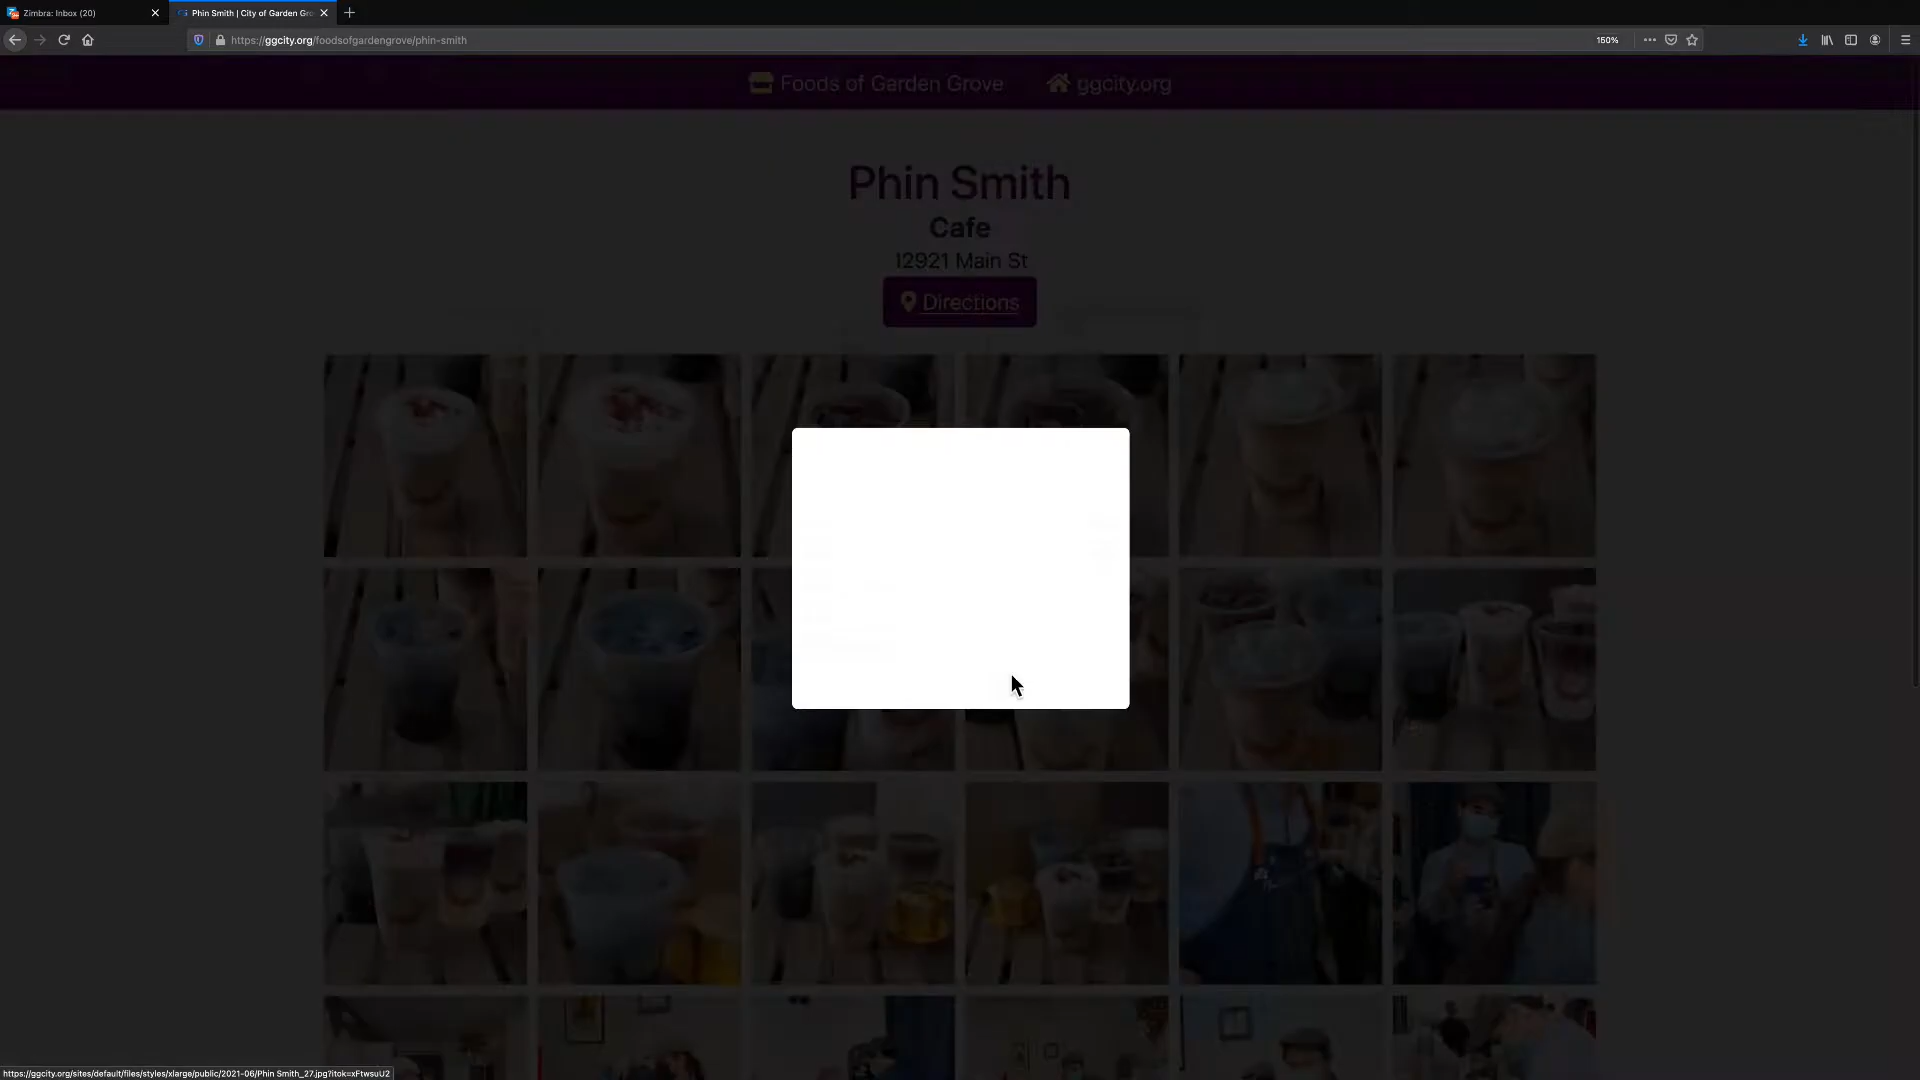 Zimbra: Inbox (20)
Phin Smith | City of Garden Gro
https://ggcity.org/foodsofgardengrove/phin-smith
150%
Foods of Garden Grove
ggcity.org
Phin Smith
Cafe
12921 Main St
Directions
https://ggcity.org/sites/default/files/styles/xlarge/public/2021-06/Phin Smith_27.jpg?itok=xFtwsuU2